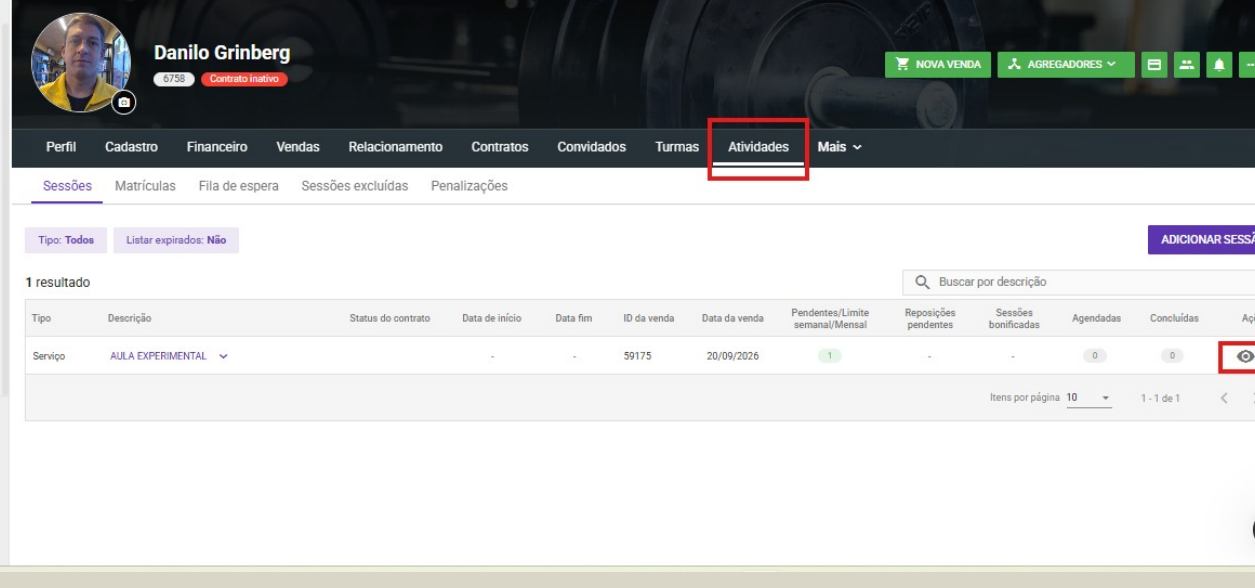 Danilo Grinberg
6758 Contrato inativo
NOVA VENDA AGREGADORES
Perfil Cadastro Financeiro Vendas Relacionamento Contratos Convidados Turmas Atividades Mais
Sessões Matrículas Fila de espera Sessões excluídas Penalizações
Tipo: Todos Listar expirados: Não
ADICIONAR SESSÃ
1 resultado
Buscar por descrição
Tipo Descrição Status do contrato Data de início Data fim ID da venda Data da venda Pendentes/Limite semanal/Mensal Reposições pendentes Sessões bonificadas Agendadas Concluídas Açõ
Serviço AULA EXPERIMENTAL - - 59175 20/09/2026 1 - - 0 0
Itens por página 10 1 - 1 de 1